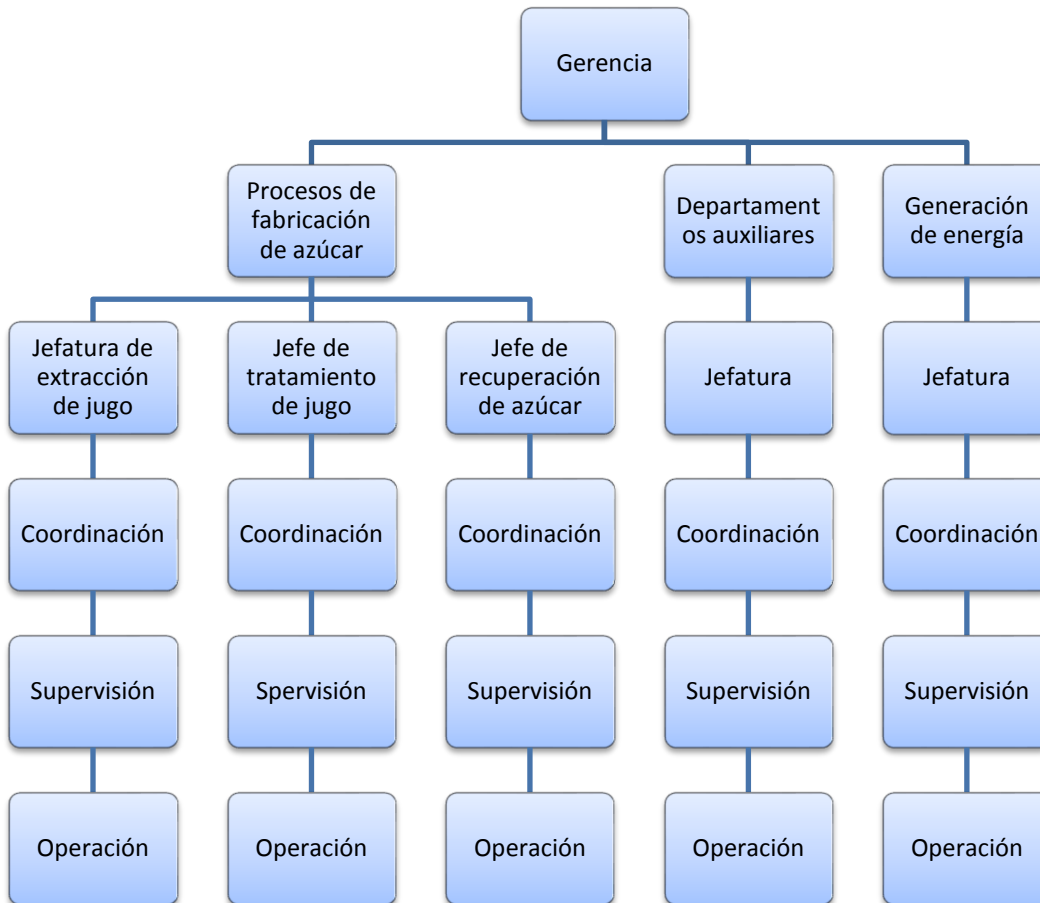 Gerencia
Procesos de
fabricación
de azúcar
Departament
os auxiliares
Generación
de energía
Jefatura de
extracción
de jugo
Jefe de
tratamiento
de jugo
Jefe de
recuperación
de azúcar
Jefatura
Jefatura
Coordinación
Coordinación
Coordinación
Coordinación
Coordinación
Supervisión
Spervisión
Supervisión
Supervisión
Supervisión
Operación
Operación
Operación
Operación
Operación